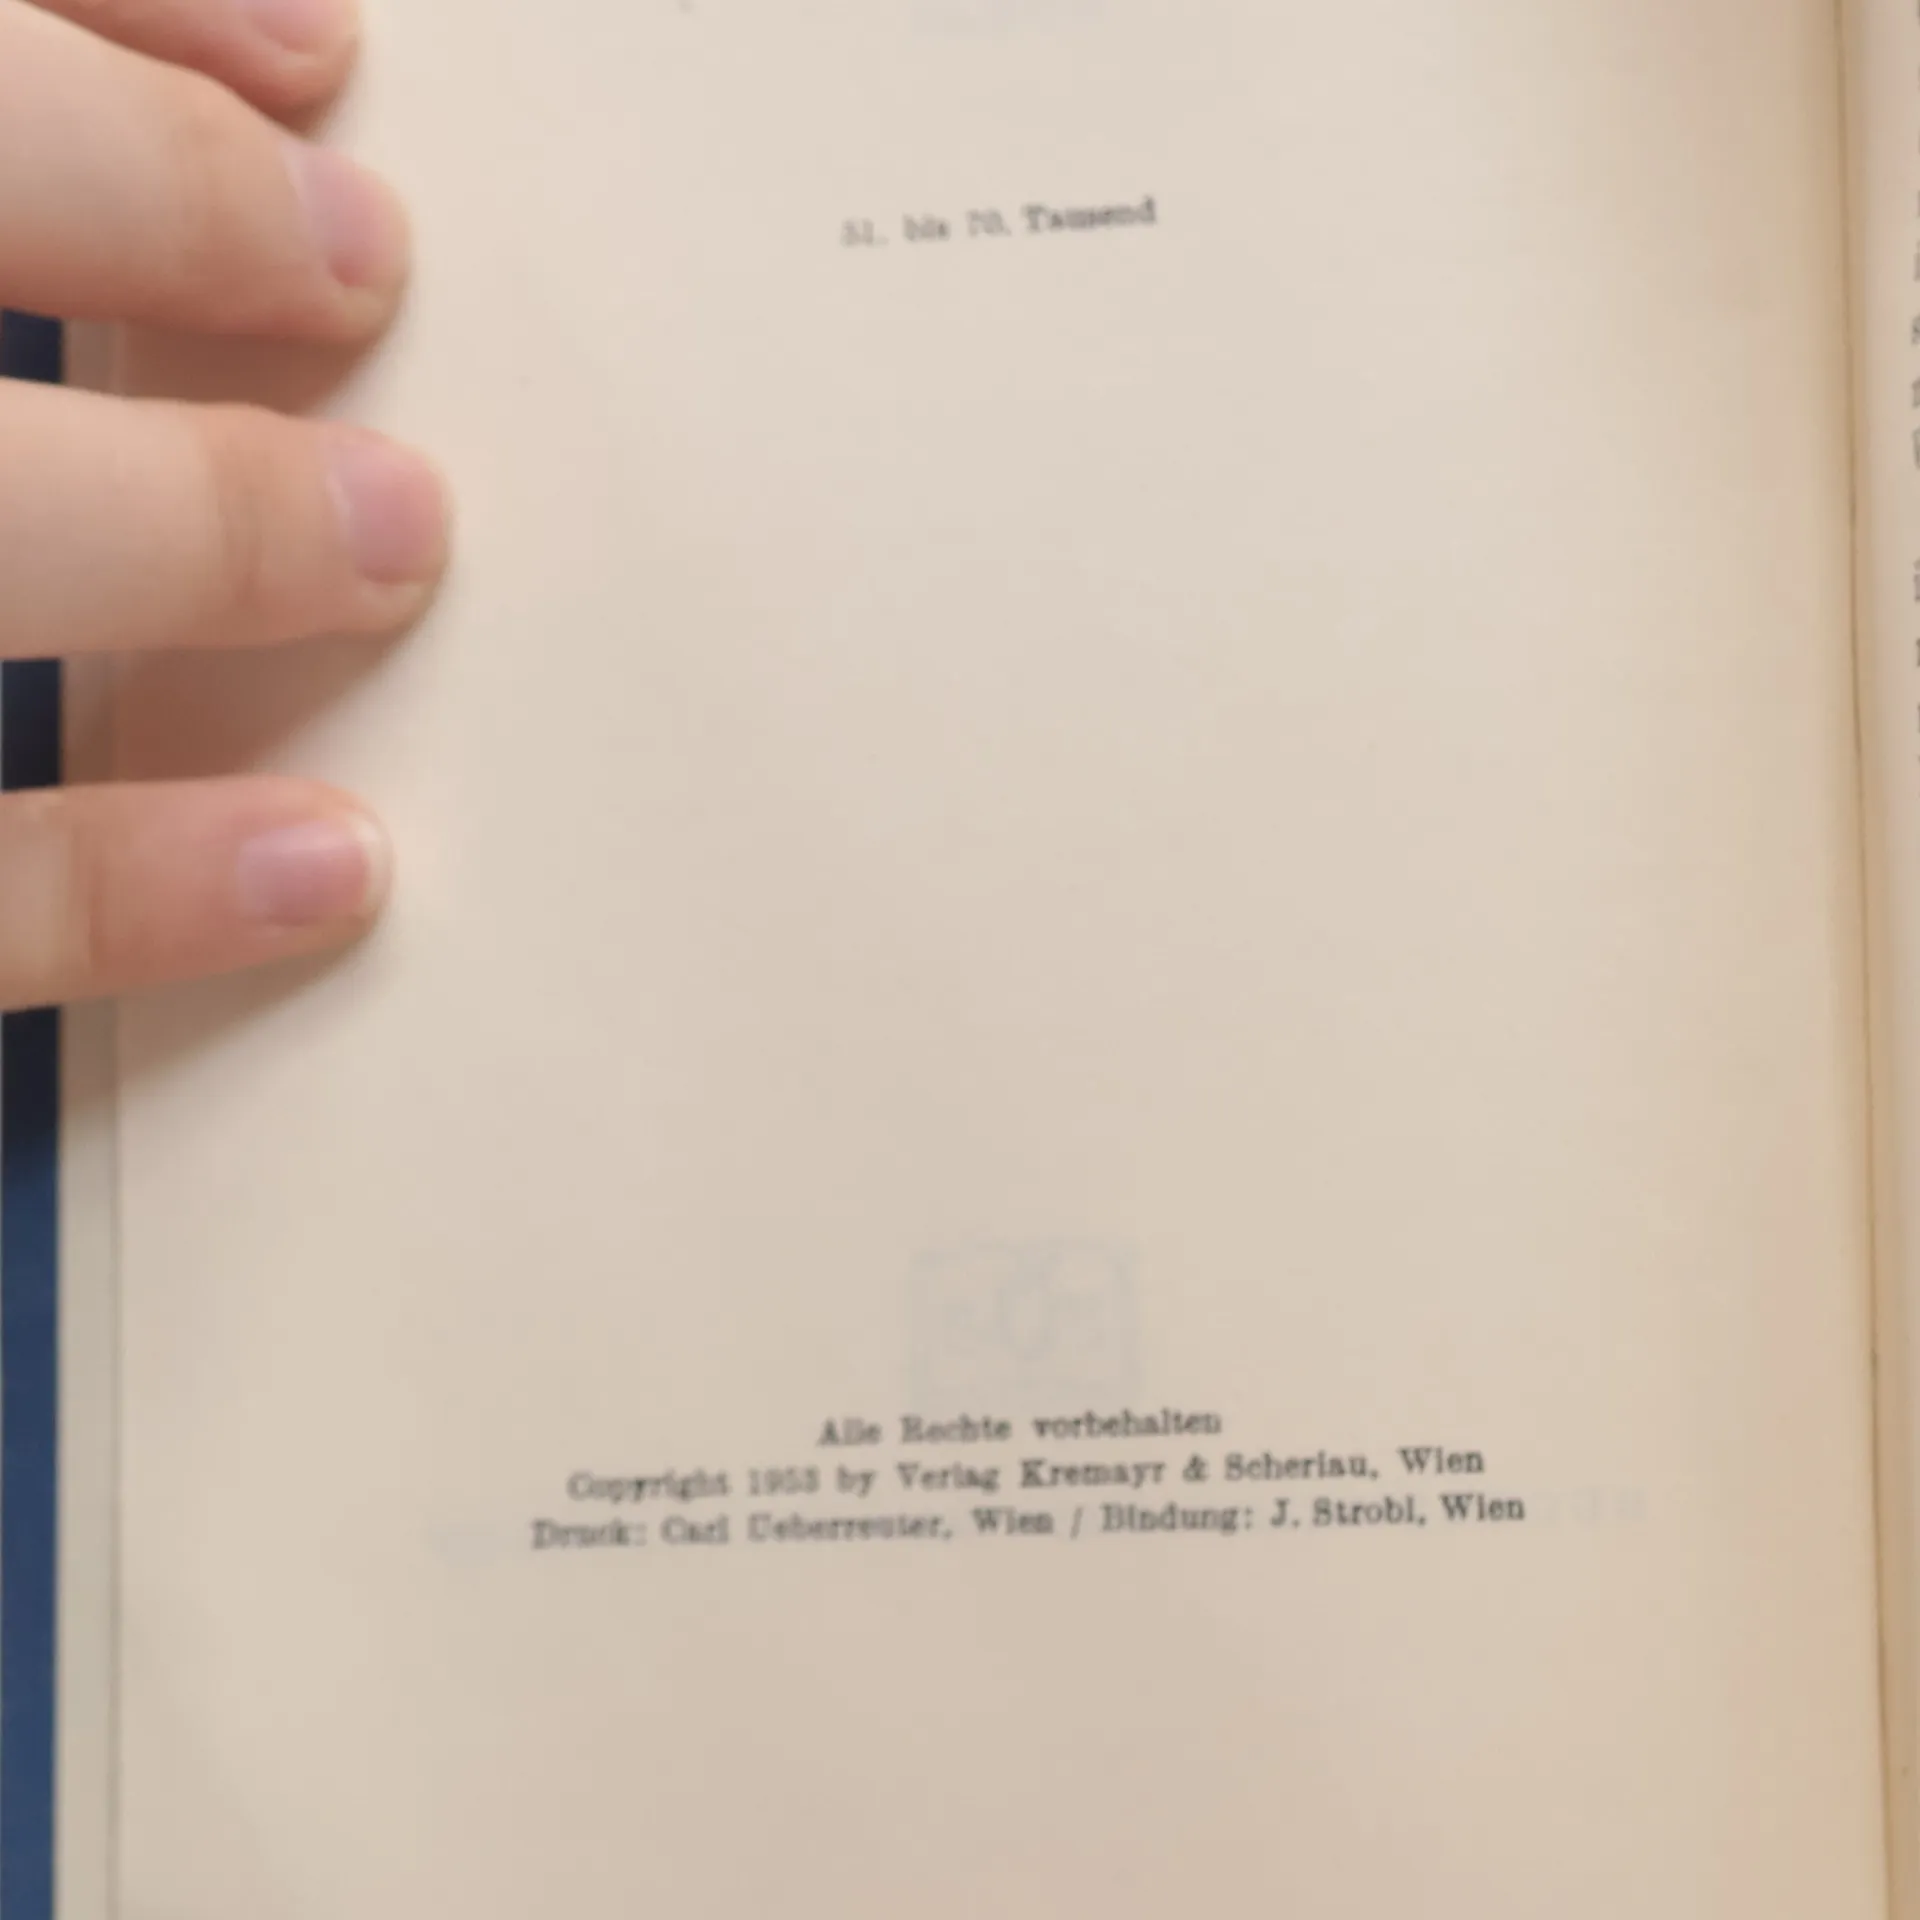 51. bis 70. Tausend
Alle Rechte vorbehalten
Copyright 1953 by Verlag Kremayr & Scheriau, Wien
Druck: Carl Ueberreuter, Wien / Bindung: J. Strobl, Wien